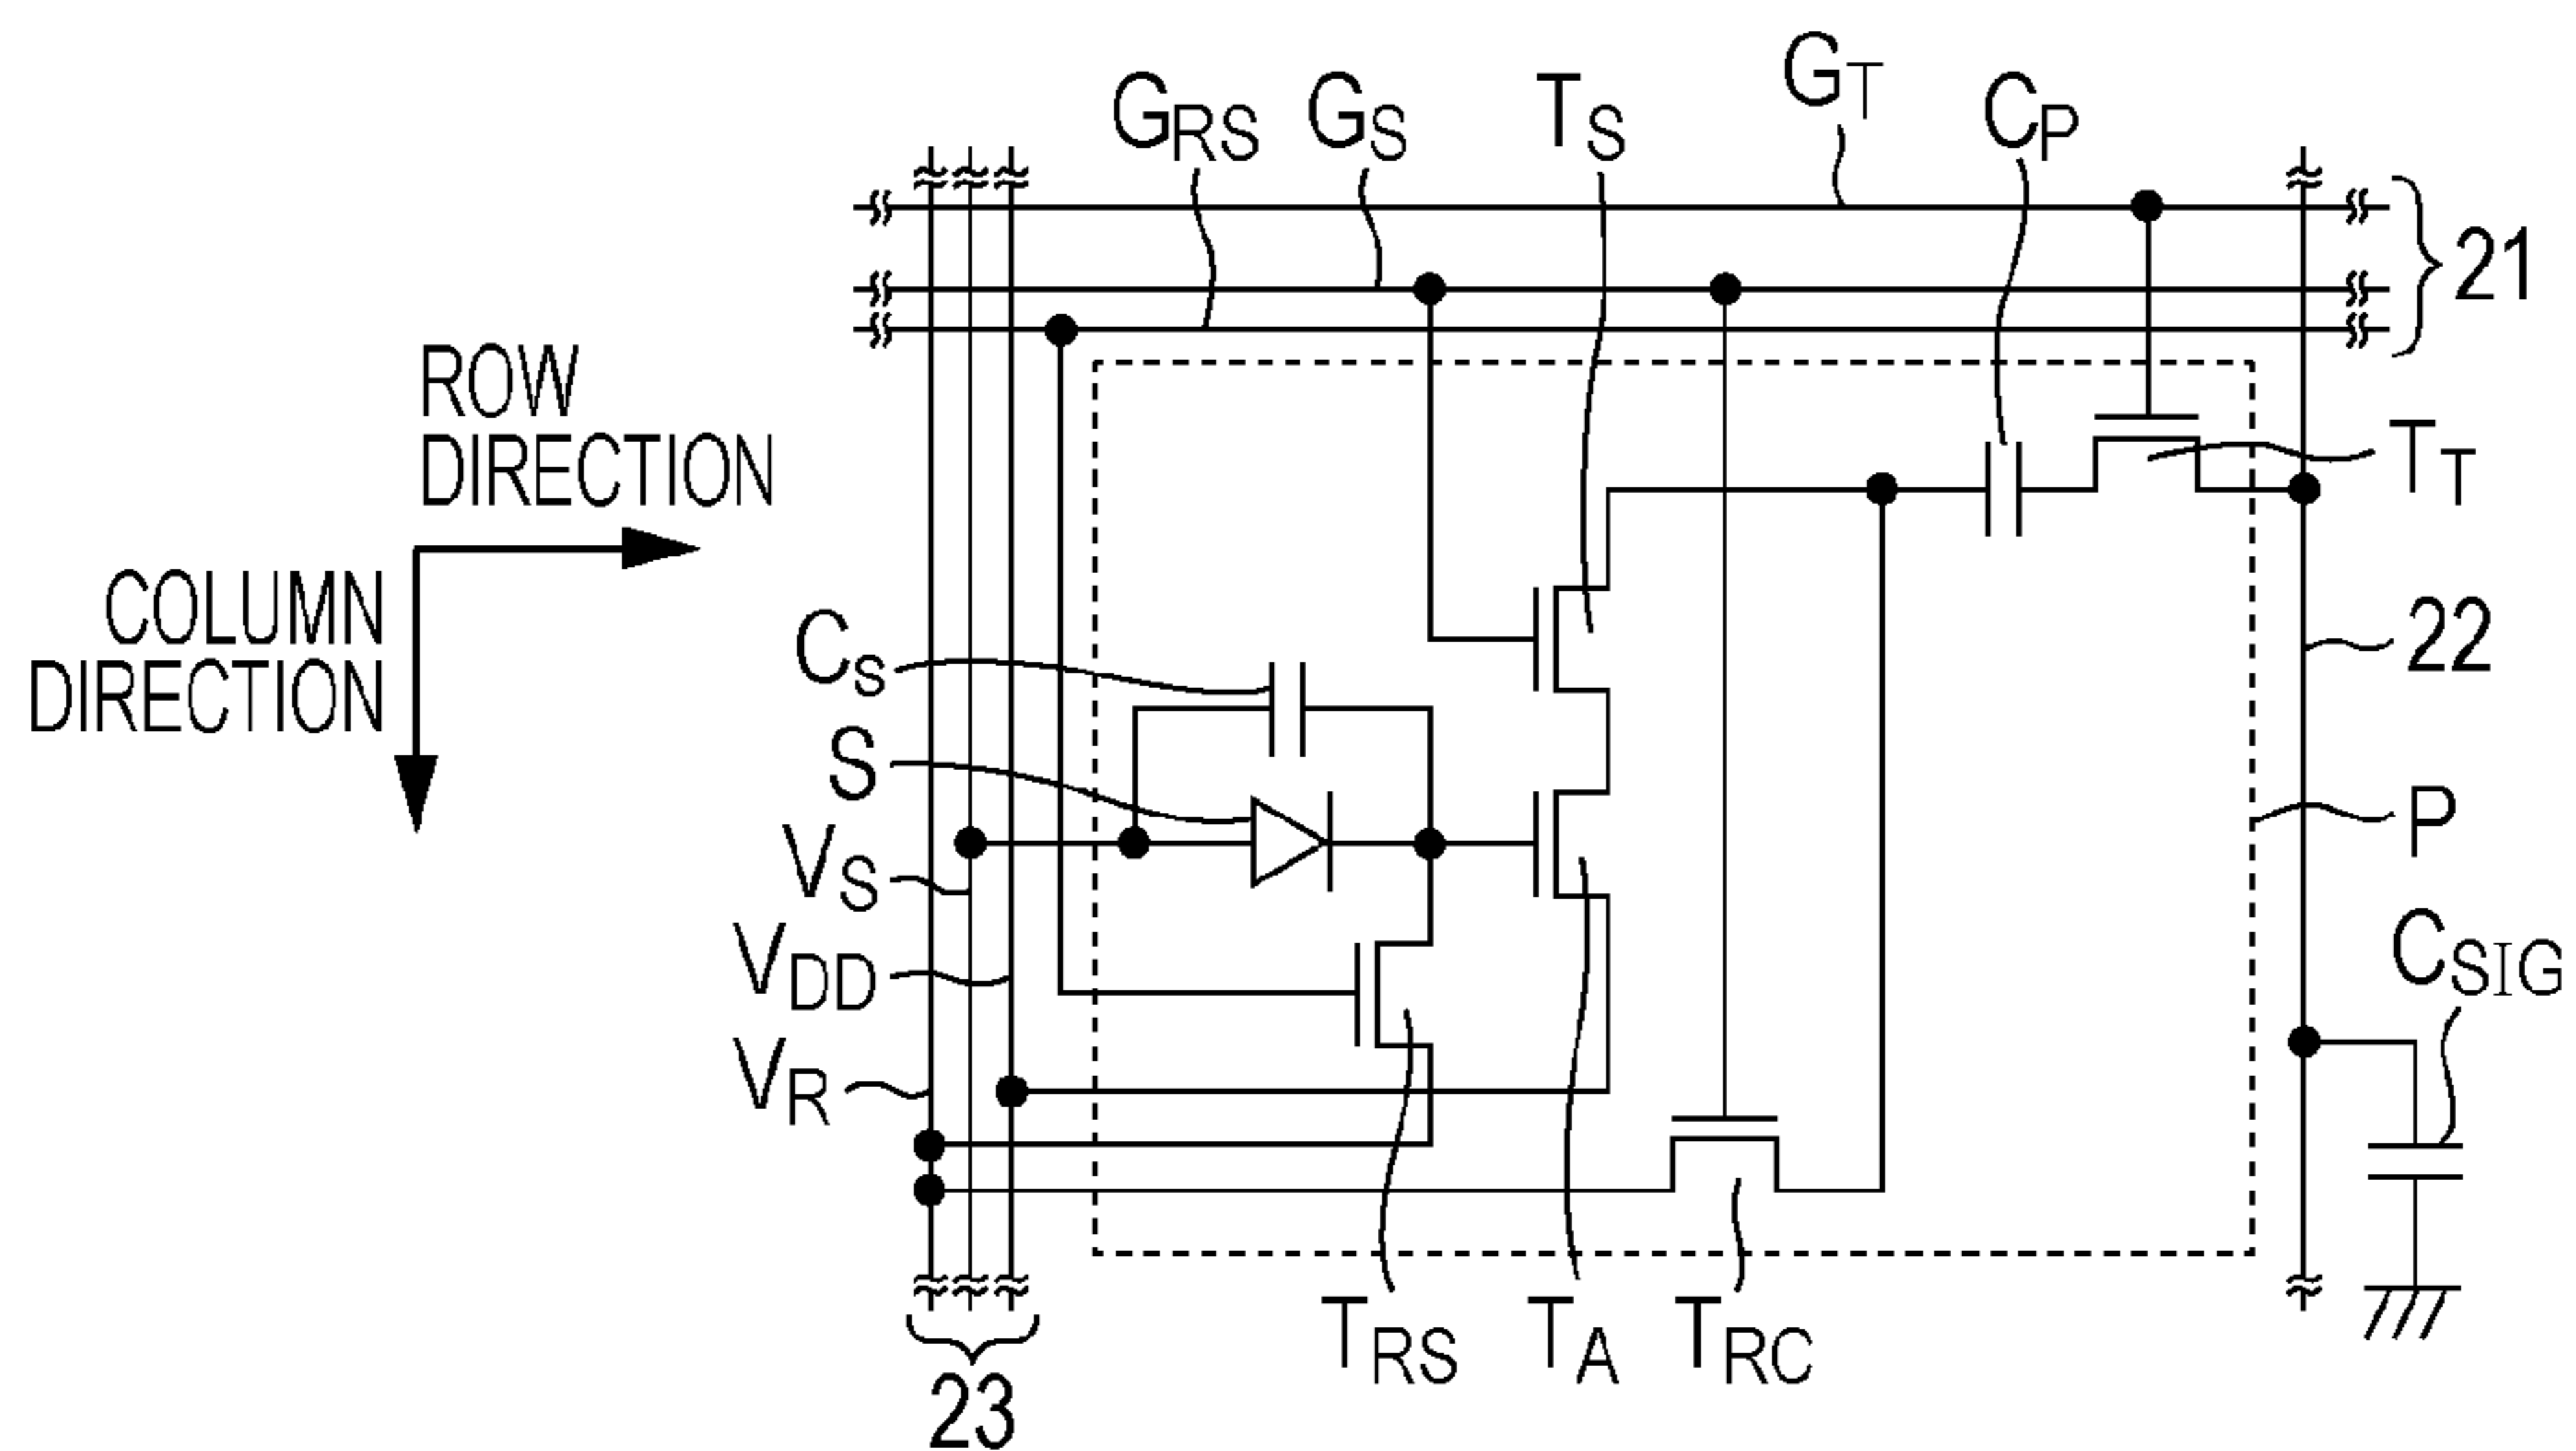 GT
GRS GS TS CP
21
ROW
DIRECTION
TT
COLUMN
DIRECTION
CS
22
S
P
VS
VDD
CSIG
VR
TRS TA TRC
23